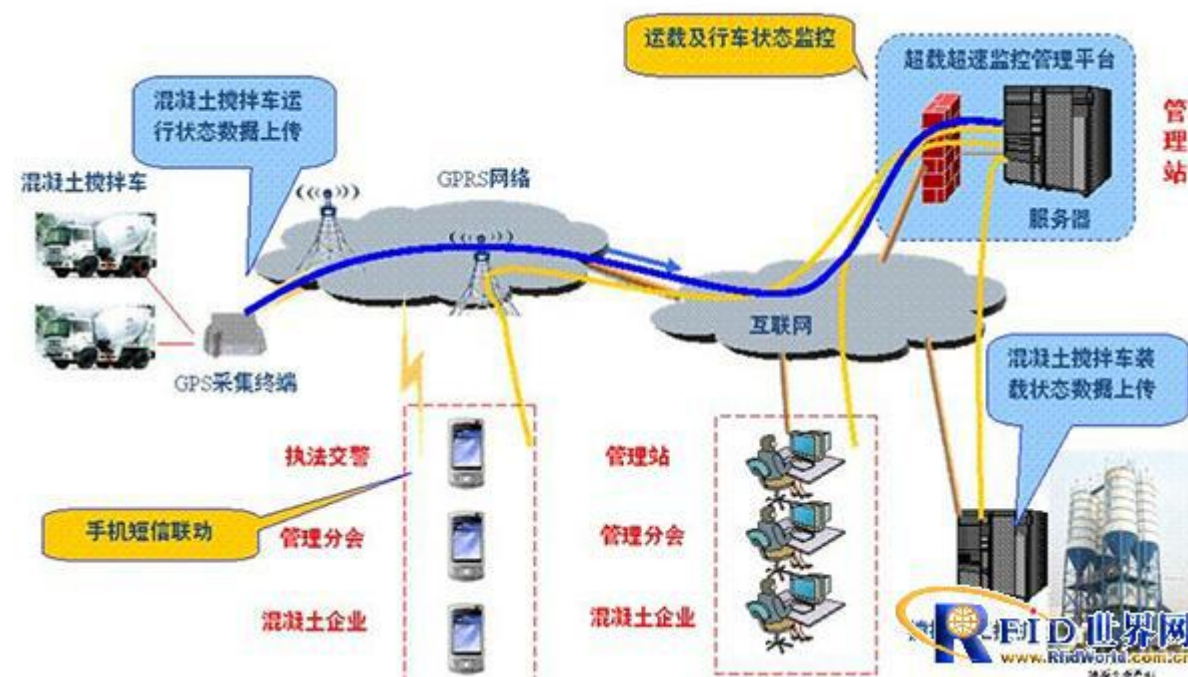 运载及行车状态监控
超载超速监控管理平台
管
理
站
混凝土搅拌车运
行状态数据上传
混凝土搅拌车
GPRS网络
服务器
互联网
GPS采集终端
混凝土搅拌车装
载状态数据上传
执法交警
管理站
手机短信联动
管理分会
管理分会
混凝土企业
混凝土企业
RFID世界网
www.RfidWorld.com.cn